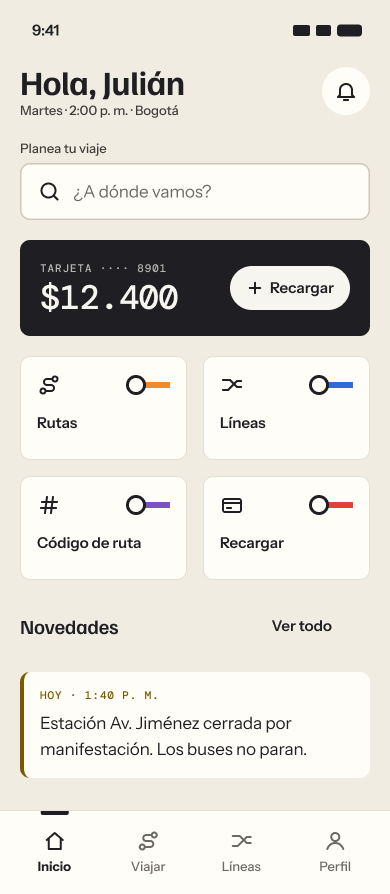 9:41
Hola, Julián
Martes · 2:00 p. m. · Bogotá
Planea tu viaje
¿A dónde vamos?
TARJETA ···· 8901
$12.400
Recargar
Rutas
Líneas
Código de ruta
Recargar
Novedades
Ver todo
HOY · 1:40 P. M.
Estación Av. Jiménez cerrada por
manifestación. Los buses no paran.
Inicio
Viajar
Líneas
Perfil